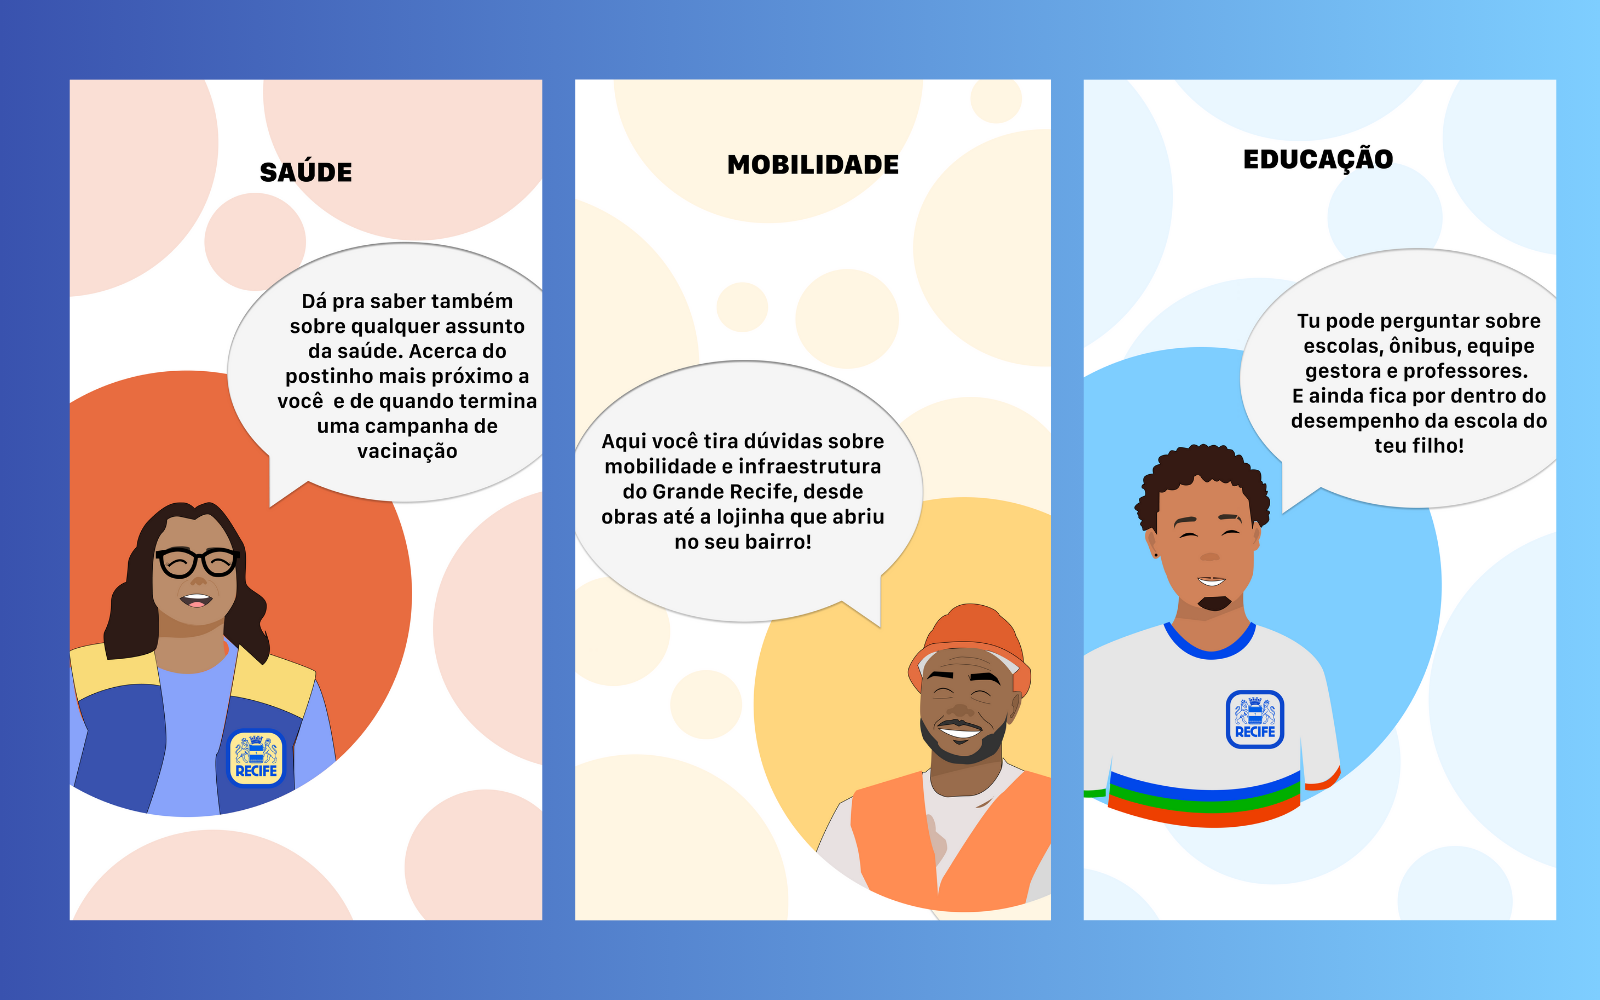 SAÚDE
Dá pra saber também
sobre qualquer assunto
da saúde. Acerca do
postinho mais próximo a
você  e de quando termina
uma campanha de
vacinação
RECIFE
MOBILIDADE
Aqui você tira dúvidas sobre
mobilidade e infraestrutura
do Grande Recife, desde
obras até a lojinha que abriu
no seu bairro!
EDUCAÇÃO
Tu pode perguntar sobre
escolas, ônibus, equipe
gestora e professores.
E ainda fica por dentro do
desempenho da escola do
teu filho!
RECIFE